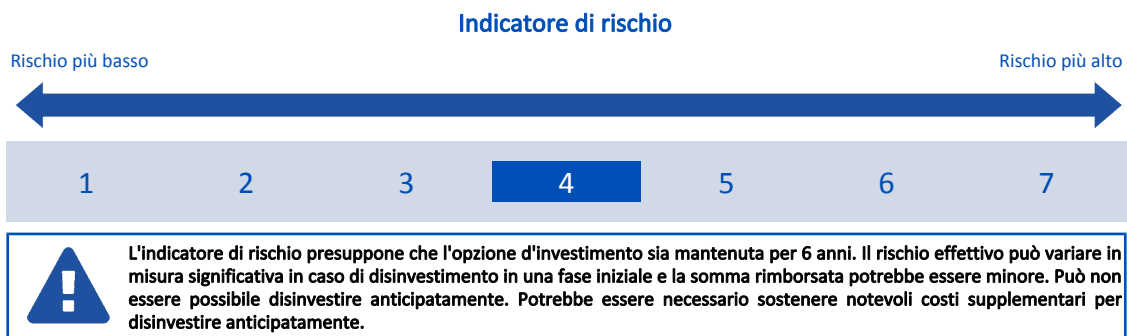 Indicatore di rischio
Rischio più basso Rischio più alto
1 2 3 4 5 6 7
L'indicatore di rischio presuppone che l'opzione d'investimento sia mantenuta per 6 anni. Il rischio effettivo può variare in
misura significativa in caso di disinvestimento in una fase iniziale e la somma rimborsata potrebbe essere minore. Può non
essere possibile disinvestire anticipatamente. Potrebbe essere necessario sostenere notevoli costi supplementari per
disinvestire anticipatamente.